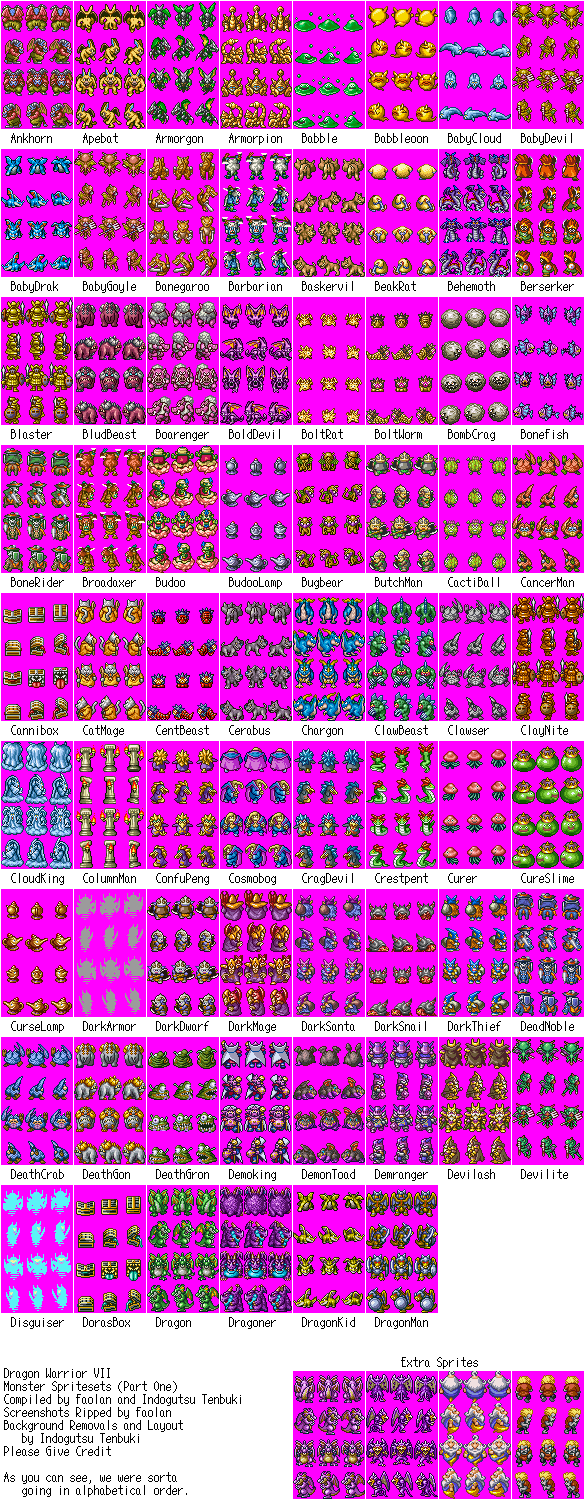 Ankhorn Apebat Armorgon Armorpion Babble Babbleoon BabyCloud BabyDevil
BabyDrak BabyGoyle Banegaroo Barbarian Baskervil BeakRat Behemoth Berserker
Blaster BludBeast Boarenger BoldDevil BoltRat BoltWorm BombCrag BoneFish
BoneRider Broadaxer Budoo BudooLamp Bugbear ButchMan CactiBall CancerMan
Cannibox CatMage CentBeast Cerabus Chargon ClawBeast Clawser ClayNite
CloudKing ColumnMan ConfuPeng Cosmobog CragDevil Crestpent Curer CureSlime
CurseLamp DarkArmor DarkDwarf DarkMage DarkSanta DarkSnail DarkThief DeadNoble
DeathCrab DeathGon DeathGron Demoking DemonToad Demranger Devilash Devilite
Disguiser DorasBox Dragon Dragoner DragonKid DragonMan
Extra Sprites
Dragon Warrior VII
Monster Spritesets (Part One)
Compiled by faolan and Indogutsu Tenbuki
Screenshots Ripped by faolan
Background Removals and Layout
by Indogutsu Tenbuki
Please Give Credit
As you can see, we were sorta
going in alphabetical order.